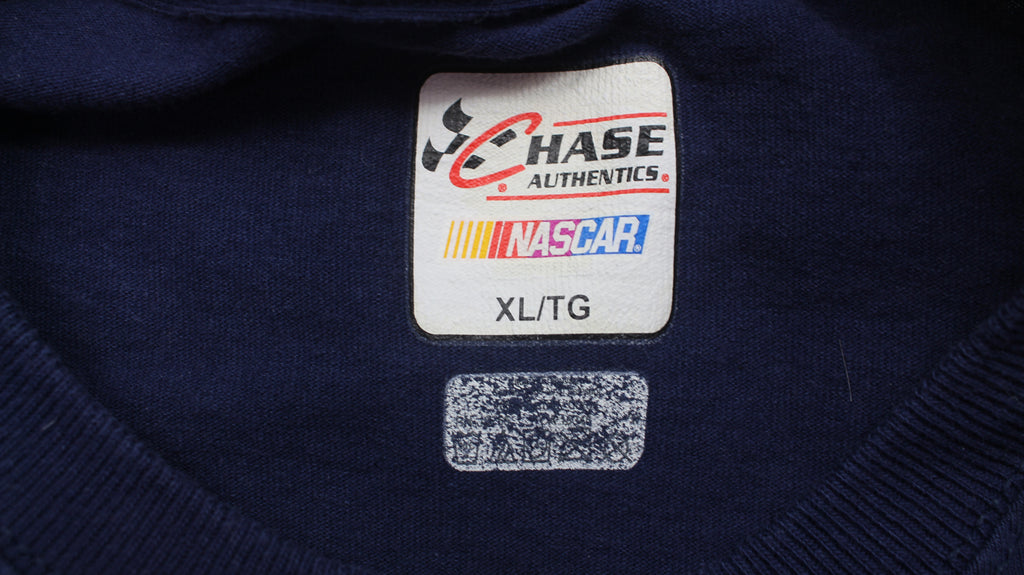 CHASE
AUTHENTICS®
NASCAR®
XL/TG